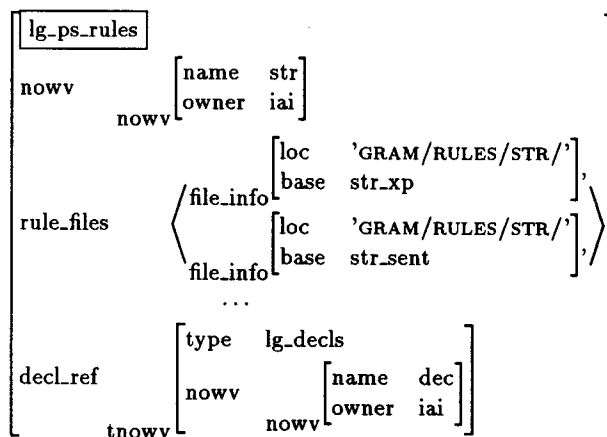 lg_ps_rules
nowv nowv [name str
owner iai]
rule_files ⟨ file_info [loc 'GRAM/RULES/STR/'
base str_xp] ,
file_info [loc 'GRAM/RULES/STR/'
base str_sent] , ⟩
...
decl_ref tnowv [type lg_decls
nowv nowv [name dec
owner iai]]